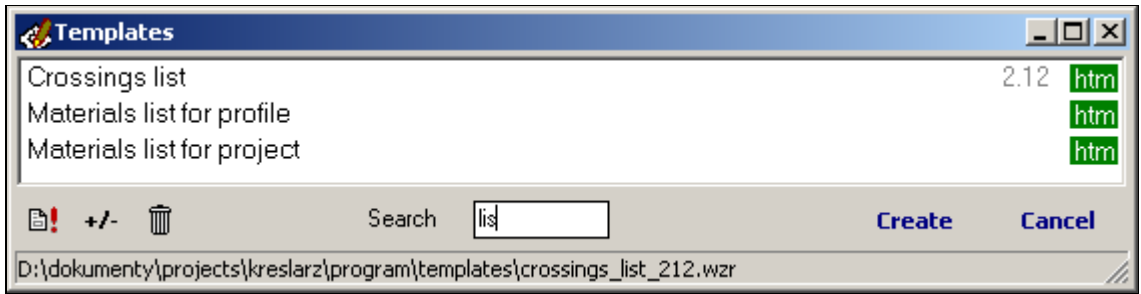 Templates
Crossings list 2.12 htm
Materials list for profile htm
Materials list for project htm
+/- Search lis Create Cancel
D:\dokumenty\projects\kreslarz\program\templates\crossings_list_212.wzr